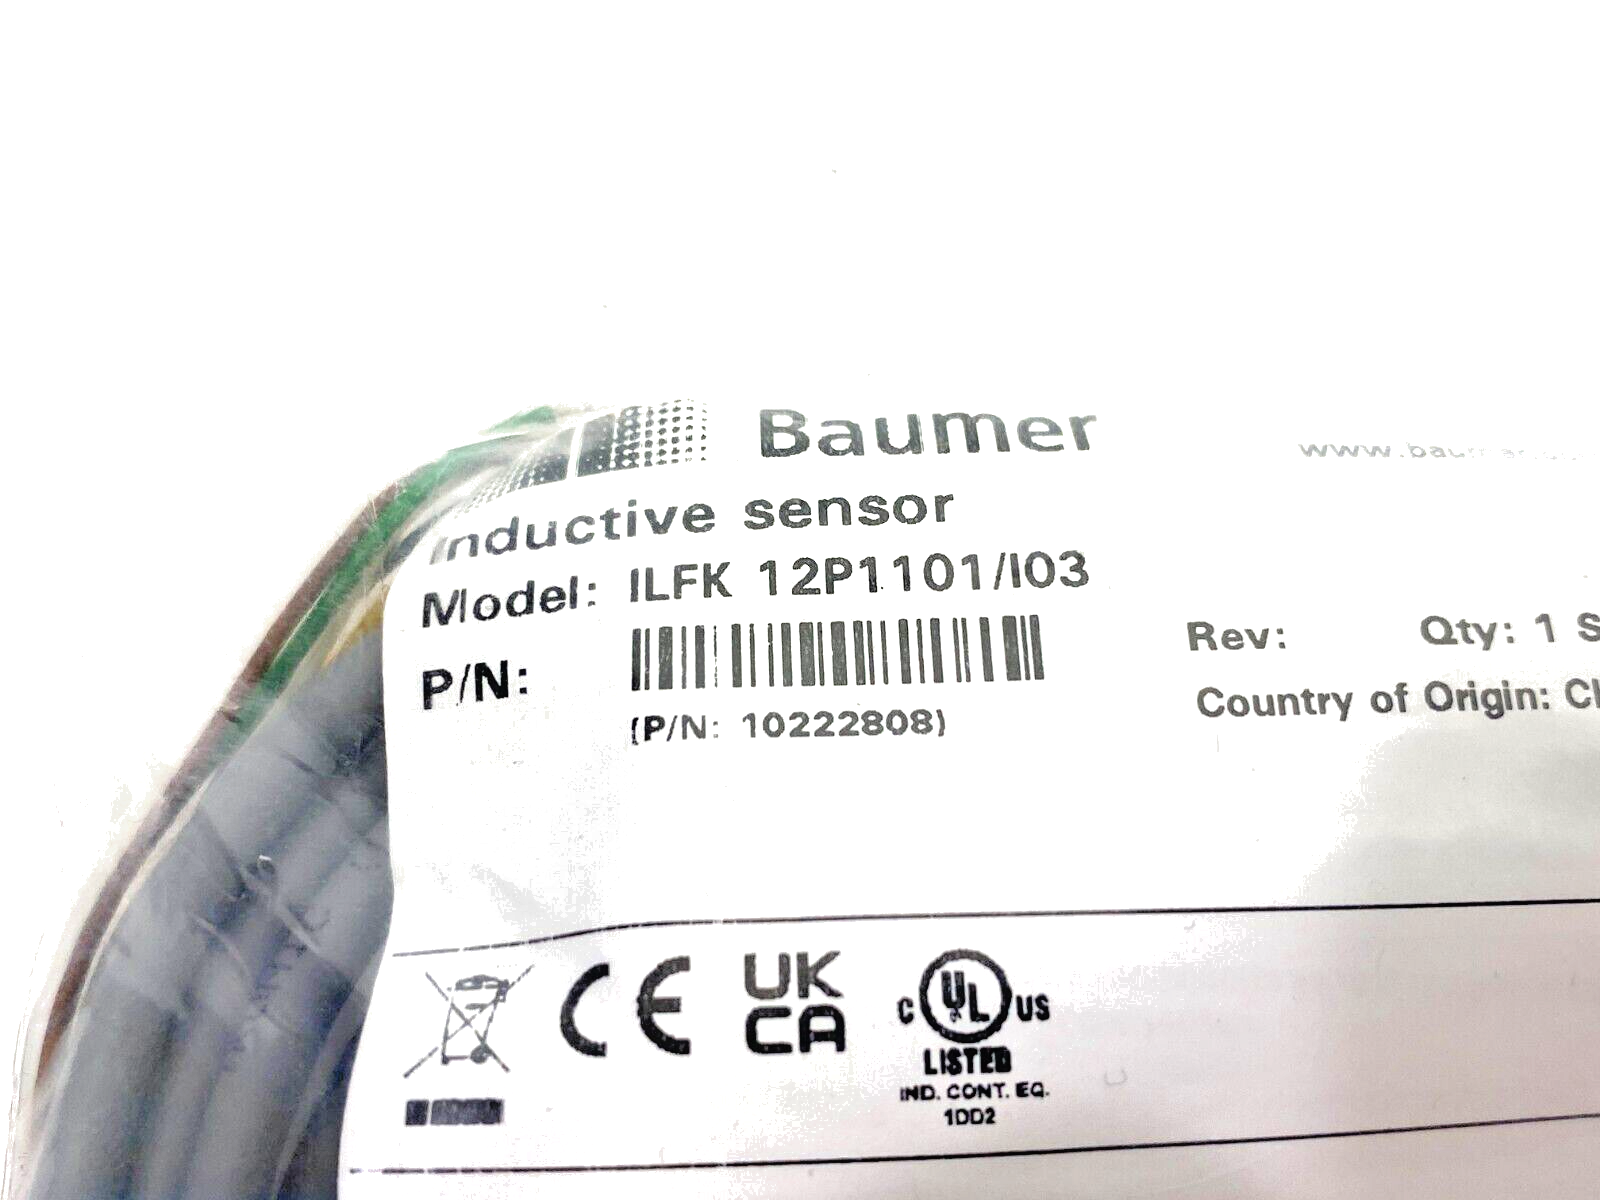 Baumer
Inductive sensor
Model: ILFK 12P1101/I03
P/N:
(P/N: 10222808)
Rev: Qty: 1
Country of Origin:
CE
UK
CA
C UL US
LISTED
IND. CONT. EQ.
1DD2